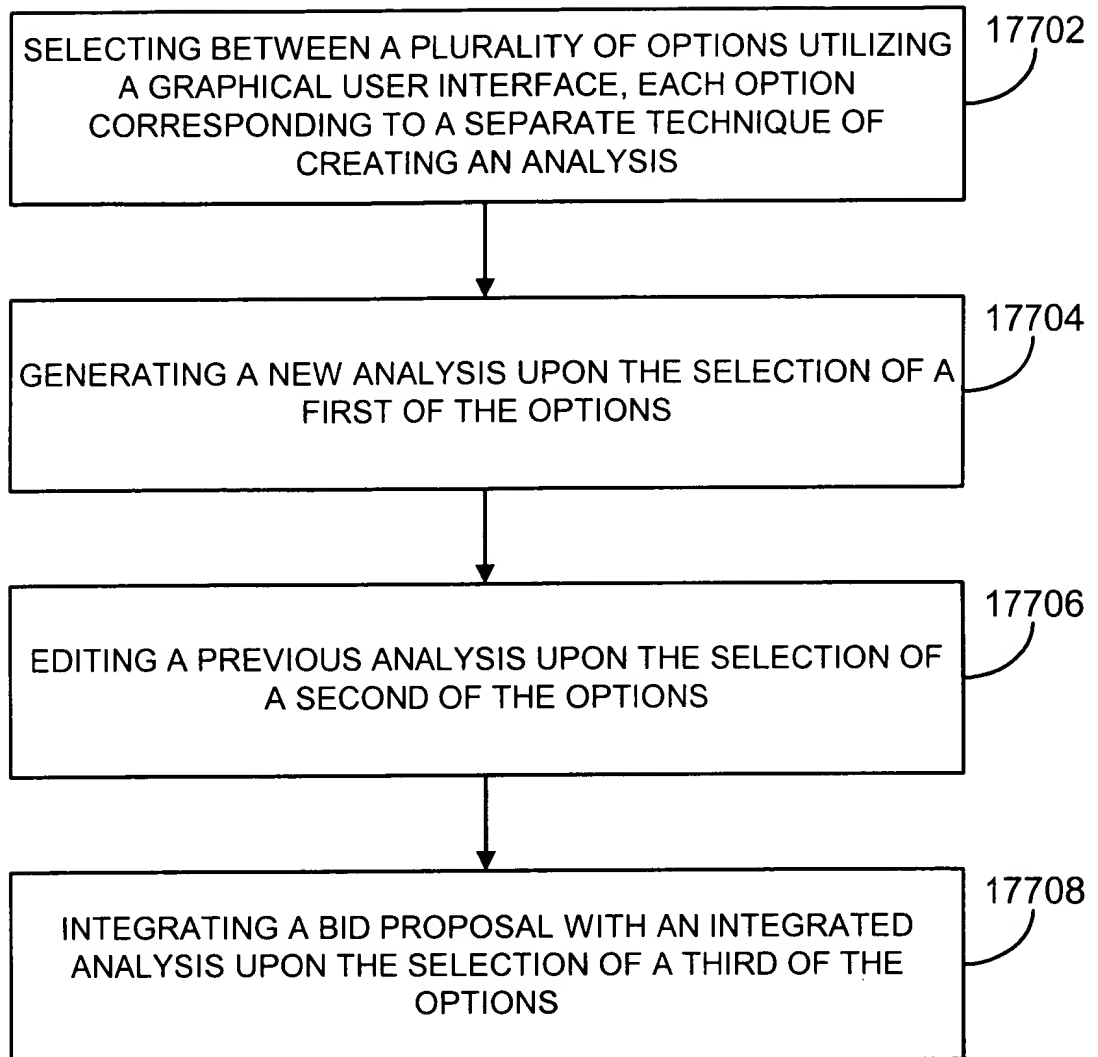 SELECTING BETWEEN A PLURALITY OF OPTIONS UTILIZING
A GRAPHICAL USER INTERFACE, EACH OPTION
CORRESPONDING TO A SEPARATE TECHNIQUE OF
CREATING AN ANALYSIS
17702
GENERATING A NEW ANALYSIS UPON THE SELECTION OF A
FIRST OF THE OPTIONS
17704
EDITING A PREVIOUS ANALYSIS UPON THE SELECTION OF
A SECOND OF THE OPTIONS
17706
INTEGRATING A BID PROPOSAL WITH AN INTEGRATED
ANALYSIS UPON THE SELECTION OF A THIRD OF THE
OPTIONS
17708